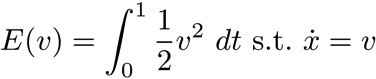 E(v) = \int_0^1 \frac{1}{2} v^2 \, dt \text{ s.t. } \dot{x} = v